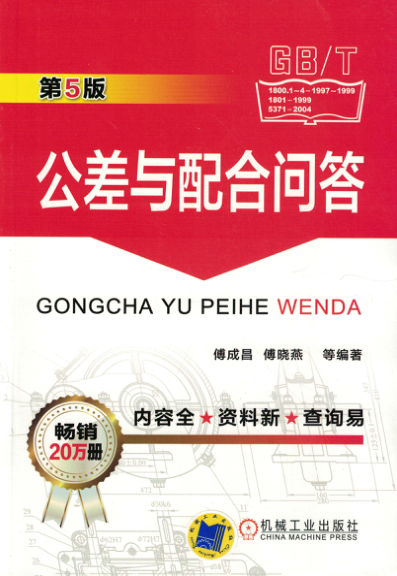 GB/T
1800.1~4-1997~1999
1801-1999
5371-2004
第5版
公差与配合问答
GONGCHA YU PEIHE WENDA
傅成昌 傅晓燕 等编著
内容全★资料新★查询易
畅销
20万册
机械工业出版社
CHINA MACHINE PRESS